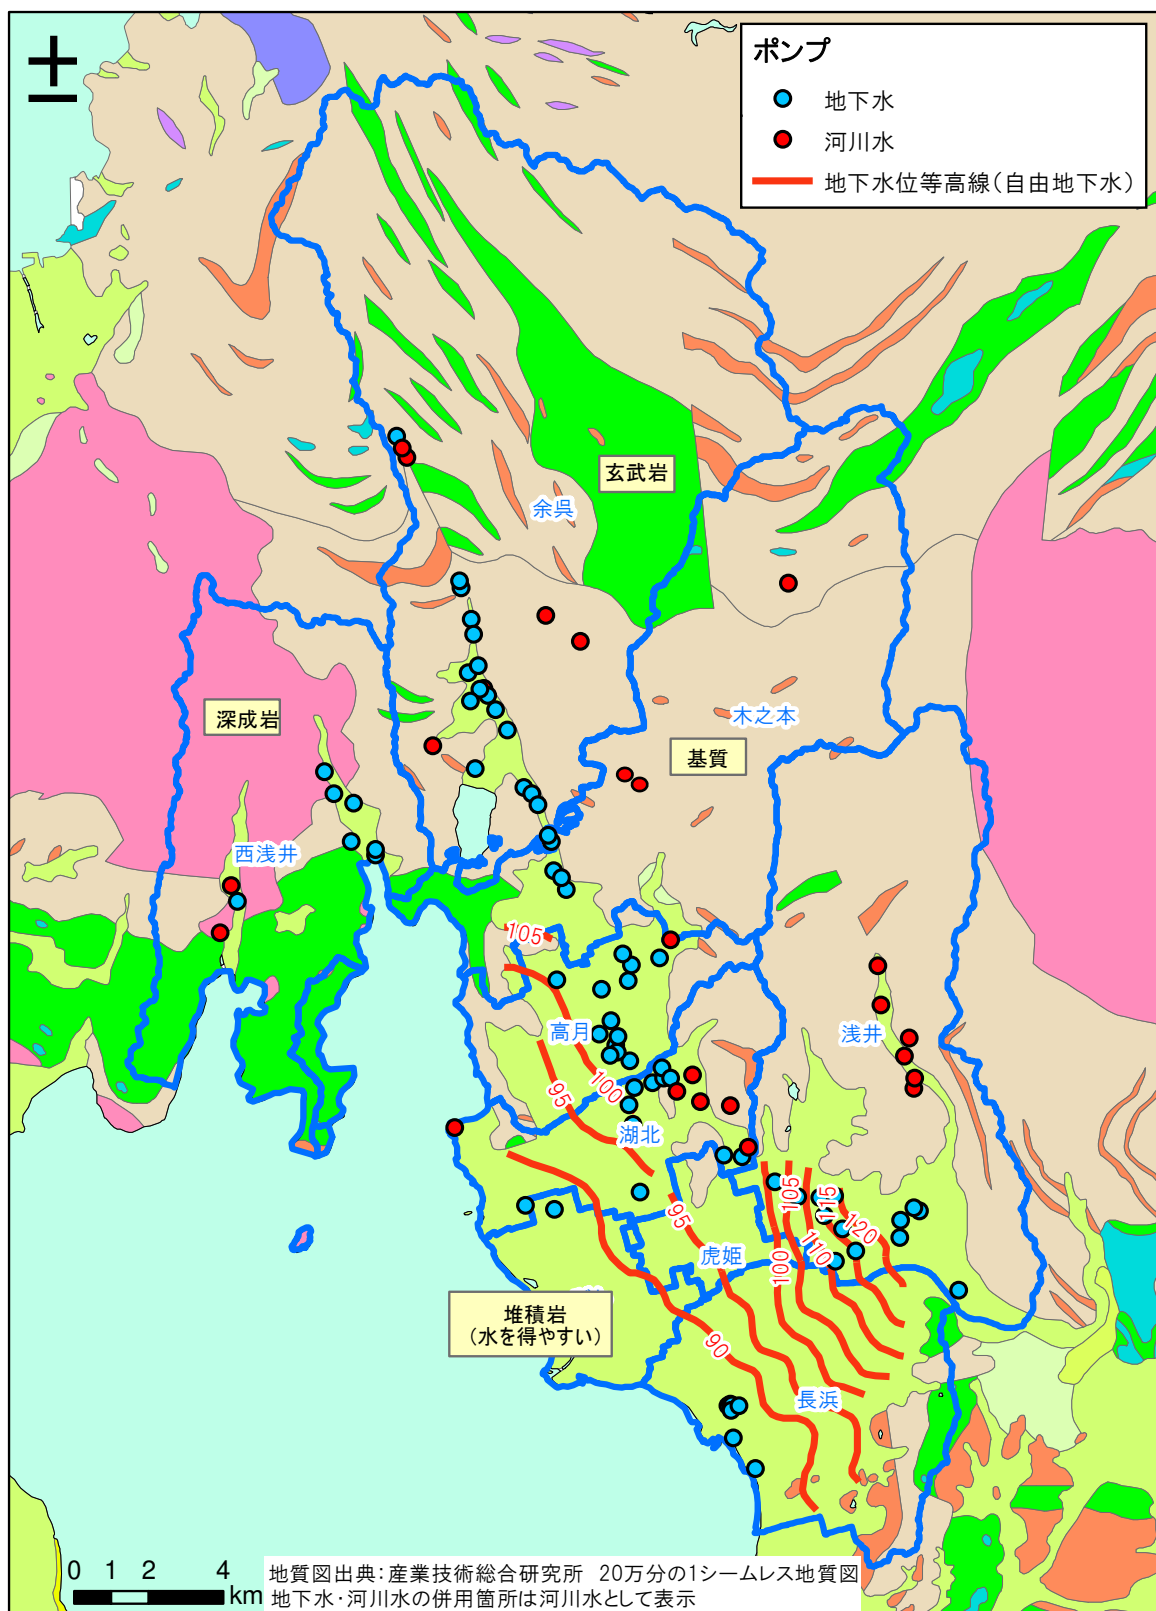 ポンプ
地下水
河川水
地下水位等高線（自由地下水）
玄武岩
余呉
深成岩
木之本
基質
西浅井
105
高月
浅井
100
95
湖北
105
115
120
95
110
虎姫
100
堆積岩
（水を得やすい）
90
長浜
0 1 2 4
km
地質図出典：産業技術総合研究所　20万分の1シームレス地質図
地下水・河川水の併用箇所は河川水として表示